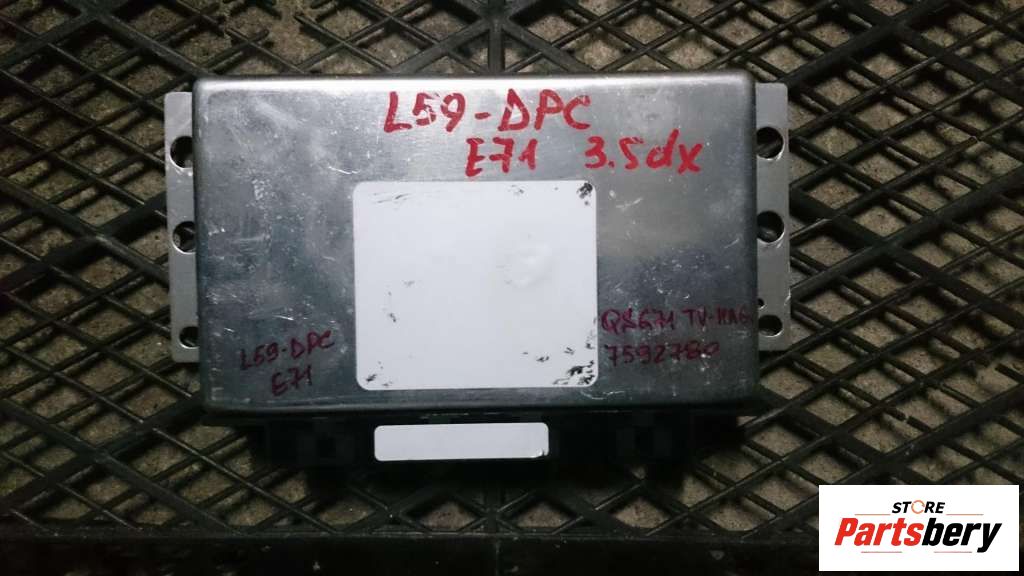 L59-DPC
E71 3.5dx
L59-DPC
E71
7592780
STORE
Partsbery